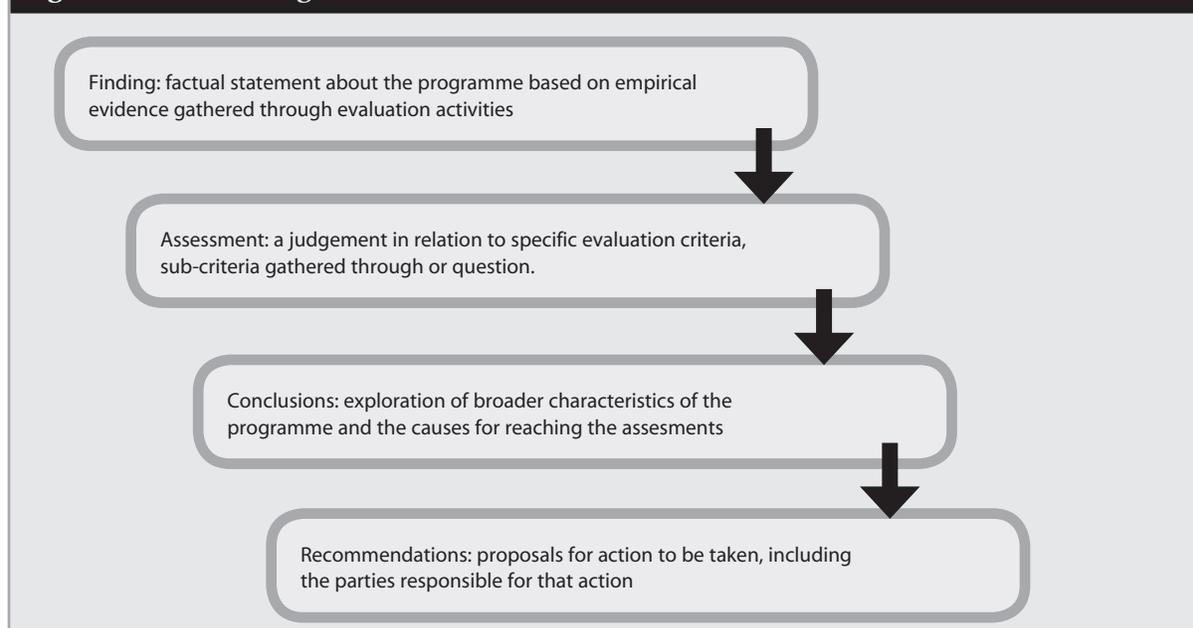 Finding: factual statement about the programme based on empirical
evidence gathered through evaluation activities
Assessment: a judgement in relation to specific evaluation criteria,
sub-criteria gathered through or question.
Conclusions: exploration of broader characteristics of the
programme and the causes for reaching the assesments
Recommendations: proposals for action to be taken, including
the parties responsible for that action